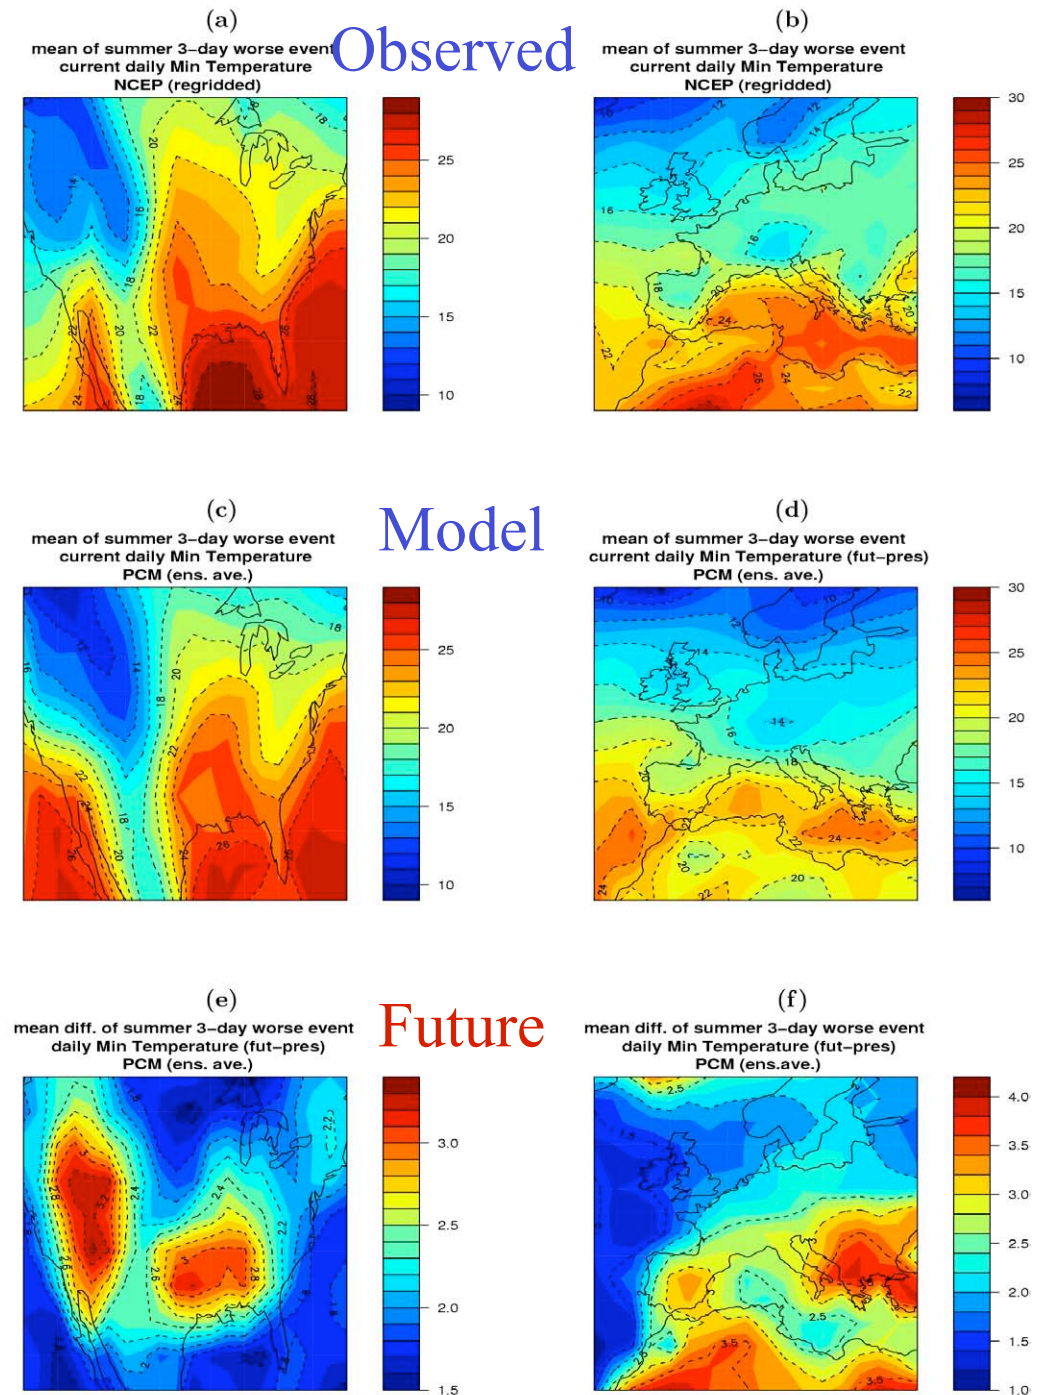 (a)
mean of summer 3-day worse event
current daily Min Temperature
NCEP (regridded)
Observed
(b)
mean of summer 3-day worse event
current daily Min Temperature
NCEP (regridded)
25
20
15
10
30
25
20
15
10
(c)
mean of summer 3-day worse event
current daily Min Temperature
PCM (ens. ave.)
Model
(d)
mean of summer 3-day worse event
current daily Min Temperature (fut-pres)
PCM (ens. ave.)
25
20
15
10
30
25
20
15
10
(e)
mean diff. of summer 3-day worse event
daily Min Temperature (fut-pres)
PCM (ens. ave.)
Future
(f)
mean diff. of summer 3-day worse event
daily Min Temperature (fut-pres)
PCM (ens.ave.)
3.0
2.5
2.0
1.5
4.0
3.5
3.0
2.5
2.0
1.5
1.0